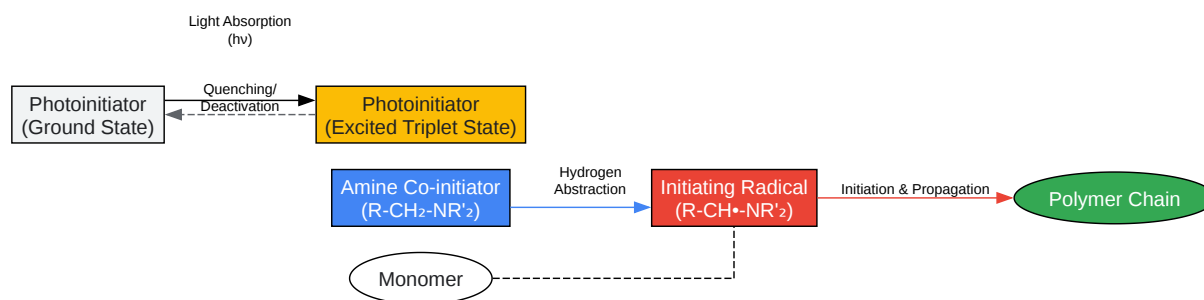 Light Absorption
(hν)
Quenching/
Deactivation
Photoinitiator
(Ground State)
Photoinitiator
(Excited Triplet State)
Amine Co-initiator
(R-CH₂-NR'₂)
Hydrogen
Abstraction
Initiating Radical
(R-CH•-NR'₂)
Initiation & Propagation
Polymer Chain
Monomer